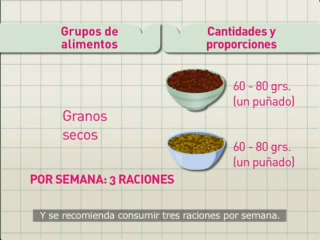 Grupos de
alimentos
Cantidades y
proporciones
Granos
secos
60 - 80 grs.
(un puñado)
60 - 80 grs.
(un puñado)
POR SEMANA: 3 RACIONES
Y se recomienda consumir tres raciones por semana.